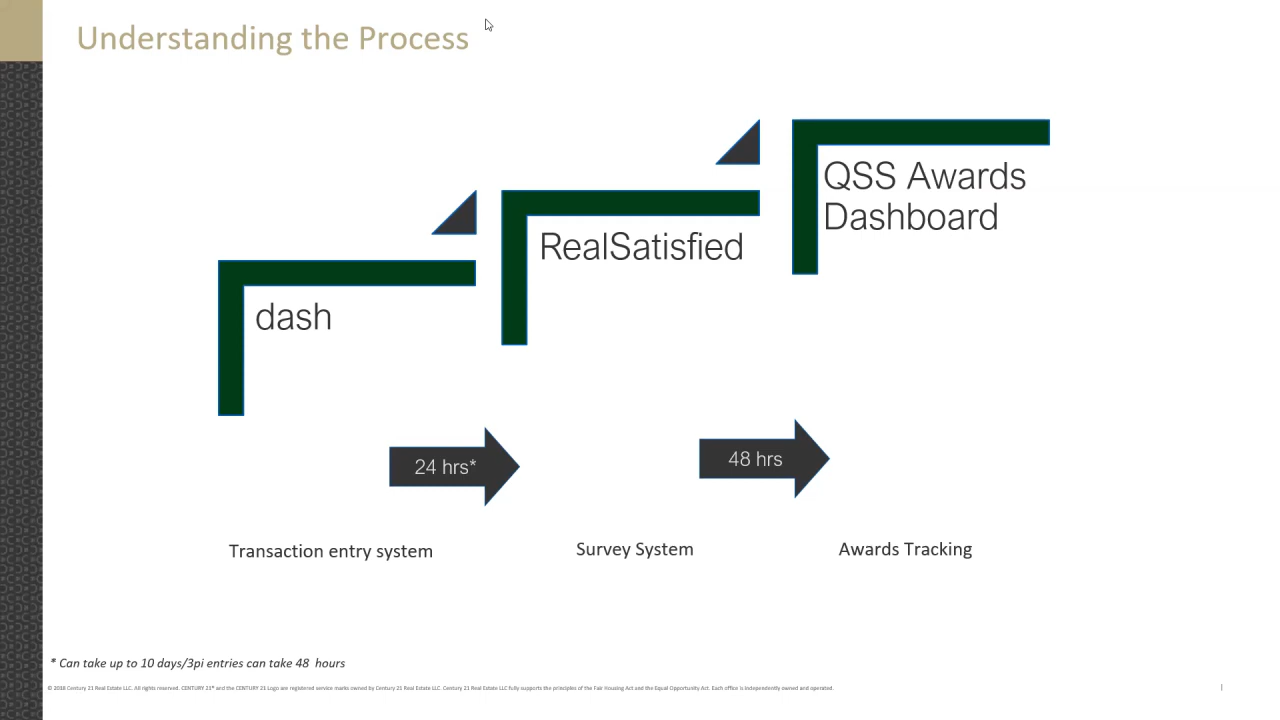 Understanding the Process
QSS Awards
Dashboard
RealSatisfied
dash
24 hrs*
48 hrs
Transaction entry system
Survey System
Awards Tracking
* Can take up to 10 days/3pi entries can take 48 hours
© 2018 Century 21 Real Estate LLC. All rights reserved. CENTURY 21® and the CENTURY 21 Logo are registered service marks owned by Century 21 Real Estate LLC. Century 21 Real Estate LLC fully supports the principles of the Fair Housing Act and the Equal Opportunity Act. Each office is independently owned and operated.